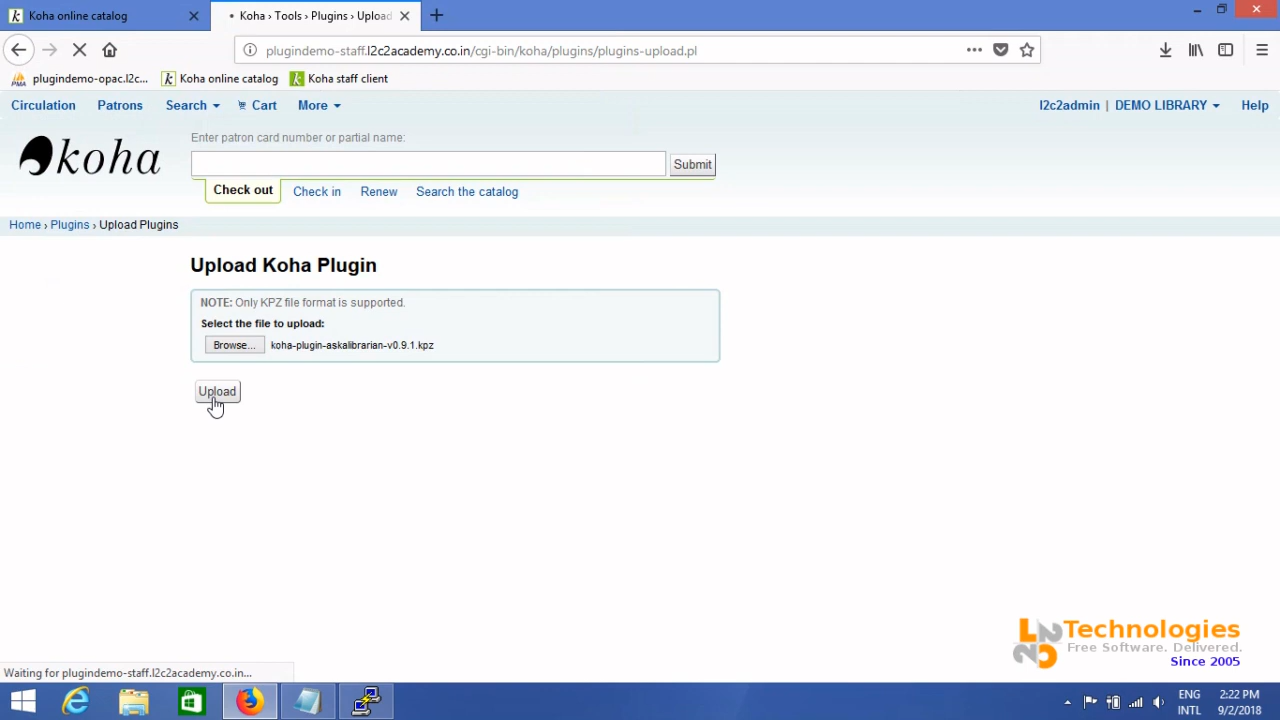 Koha online catalog
Koha › Tools › Plugins › Upload
plugindemo-staff.l2c2academy.co.in/cgi-bin/koha/plugins/plugins-upload.pl
plugindemo-opac.l2c...
Koha online catalog
Koha staff client
Circulation
Patrons
Search
Cart
More
l2c2admin | DEMO LIBRARY
Help
Enter patron card number or partial name:
koha
Submit
Check out
Check in
Renew
Search the catalog
Home › Plugins › Upload Plugins
Upload Koha Plugin
NOTE: Only KPZ file format is supported.
Select the file to upload:
Browse... koha-plugin-askalibrarian-v0.9.1.kpz
Upload
L2C2 Technologies
Free Software. Delivered.
Since 2005
Waiting for plugindemo-staff.l2c2academy.co.in...
ENG
INTL
2:22 PM
9/2/2018